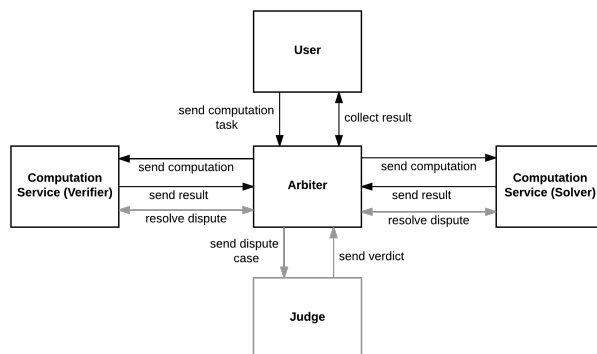 User
send computation
task
collect result
Computation
Service (Verifier)
send computation
send result
resolve dispute
Arbiter
send computation
send result
resolve dispute
Computation
Service (Solver)
send dispute
case
send verdict
Judge